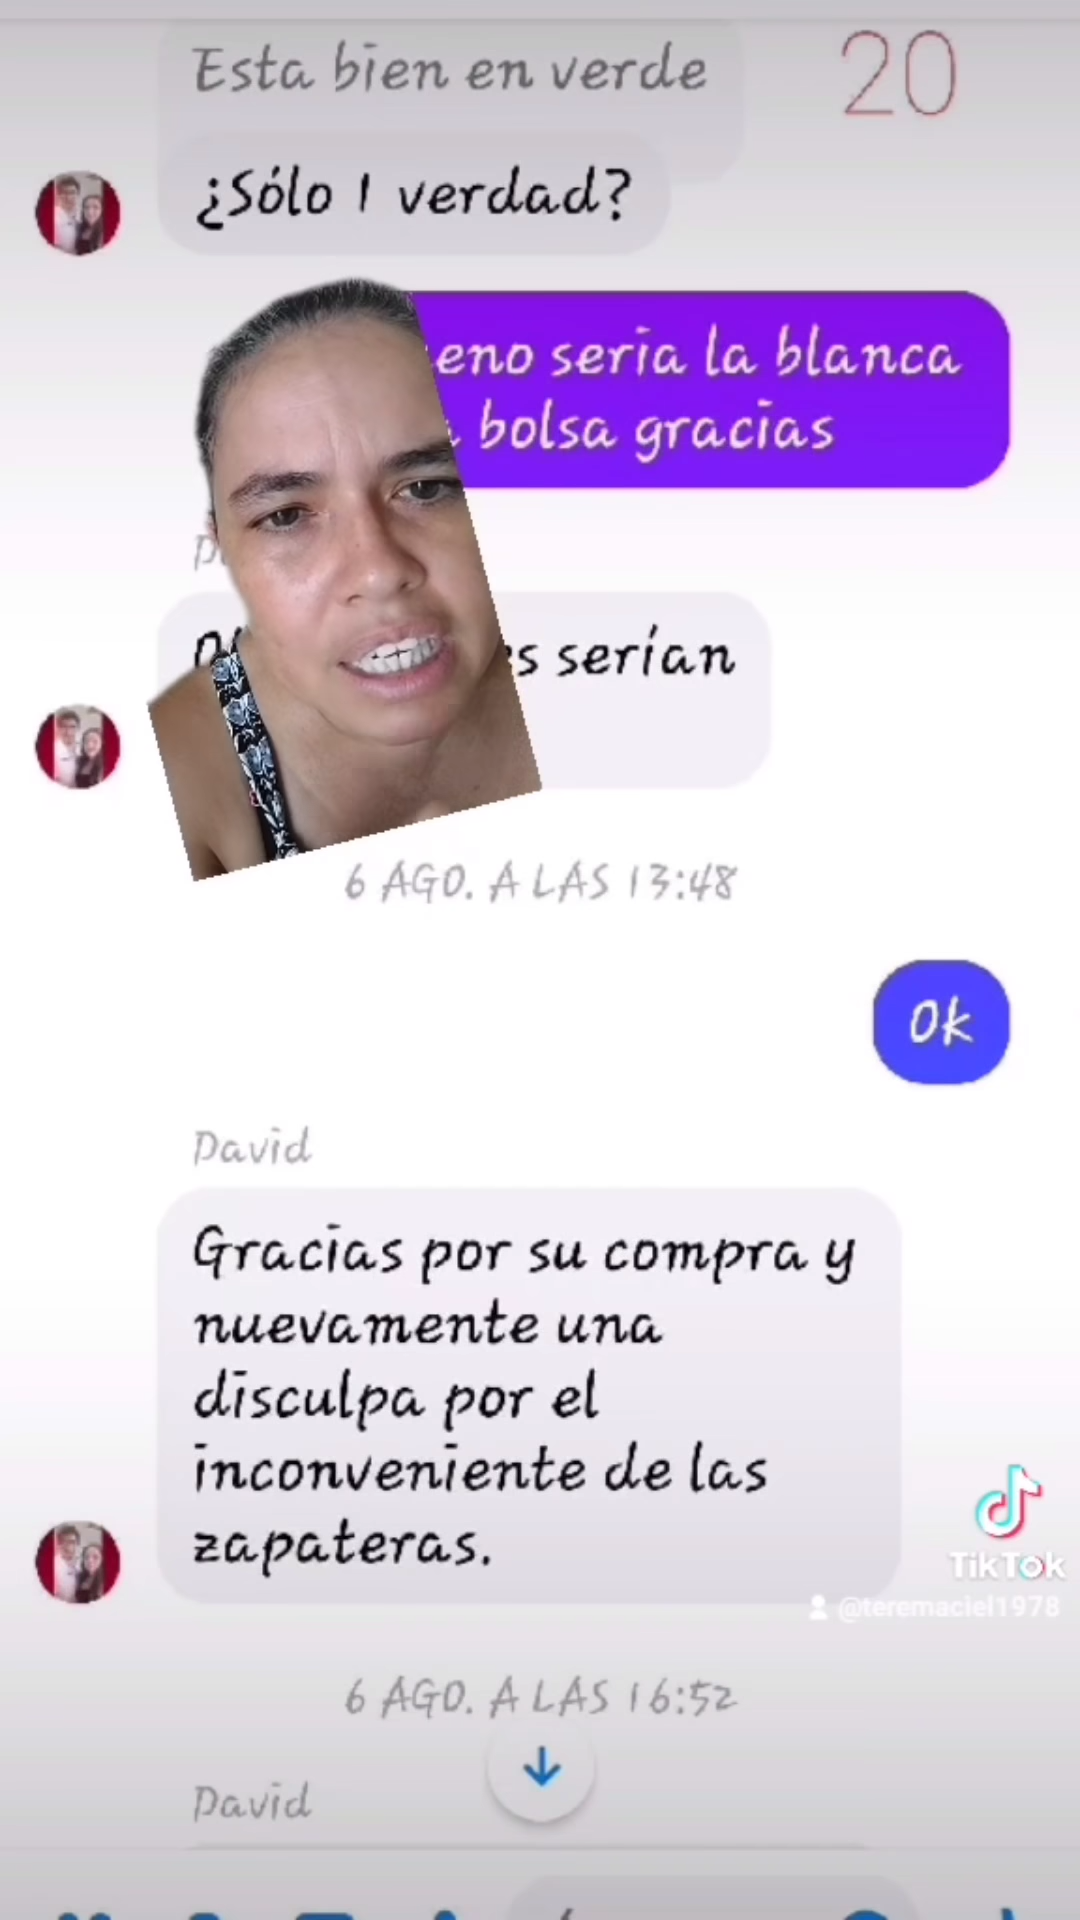 Esta bien en verde
20
¿Sólo 1 verdad?
seria la blanca
bolsa gracias
serían
6 AGO. A LAS 13:48
Ok
David
Gracias por su compra y
nuevamente una
disculpa por el
inconveniente de las
zapateras.
TikTok
@teremaciel1978
6 AGO. A LAS 16:52
David